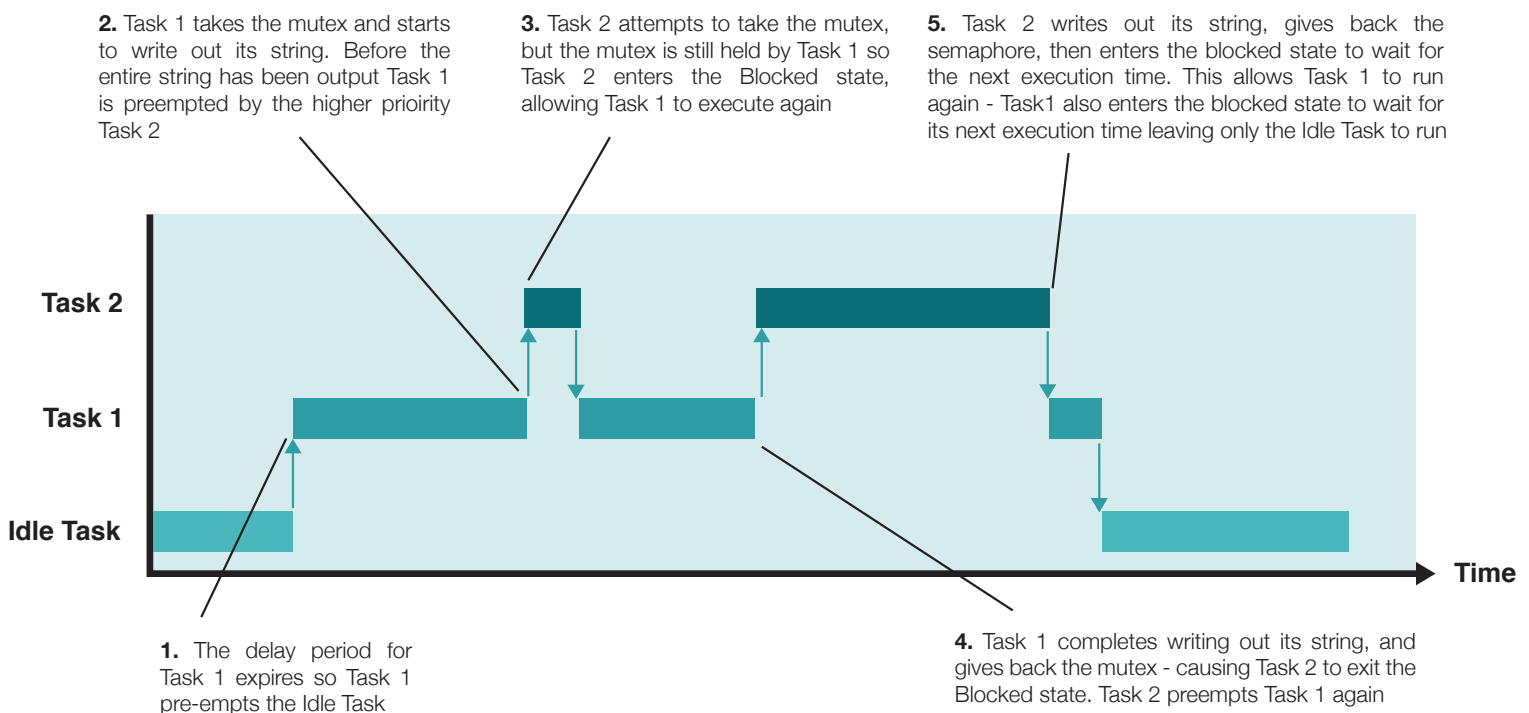 2. Task 1 takes the mutex and starts
to write out its string. Before the
entire string has been output Task 1
is preempted by the higher prioirity
Task 2
3. Task 2 attempts to take the mutex,
but the mutex is still held by Task 1 so
Task 2 enters the Blocked state,
allowing Task 1 to execute again
5. Task 2 writes out its string, gives back the
semaphore, then enters the blocked state to wait for
the next execution time. This allows Task 1 to run
again - Task1 also enters the blocked state to wait for
its next execution time leaving only the Idle Task to run
Task 2
Task 1
Idle Task
Time
1. The delay period for
Task 1 expires so Task 1
pre-empts the Idle Task
4. Task 1 completes writing out its string, and
gives back the mutex - causing Task 2 to exit the
Blocked state. Task 2 preempts Task 1 again